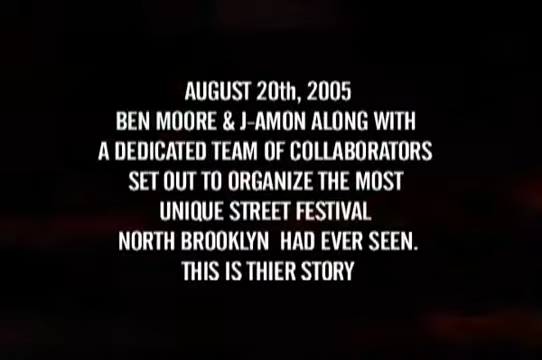 AUGUST 20th, 2005
BEN MOORE & J-AMON ALONG WITH
A DEDICATED TEAM OF COLLABORATORS
SET OUT TO ORGANIZE THE MOST
UNIQUE STREET FESTIVAL
NORTH BROOKLYN HAD EVER SEEN.
THIS IS THIER STORY